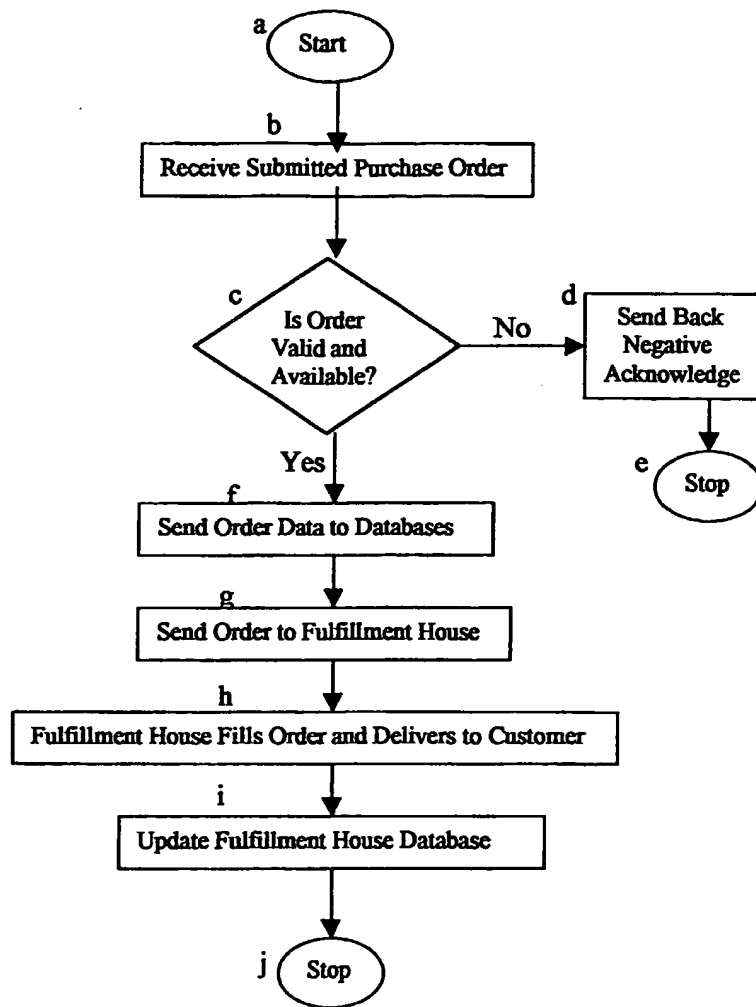 a
Start
b
Receive Submitted Purchase Order
c
Is Order
Valid and
Available?
No
d
Send Back
Negative
Acknowledge
e
Stop
Yes
f
Send Order Data to Databases
g
Send Order to Fulfillment House
h
Fulfillment House Fills Order and Delivers to Customer
i
Update Fulfillment House Database
j
Stop